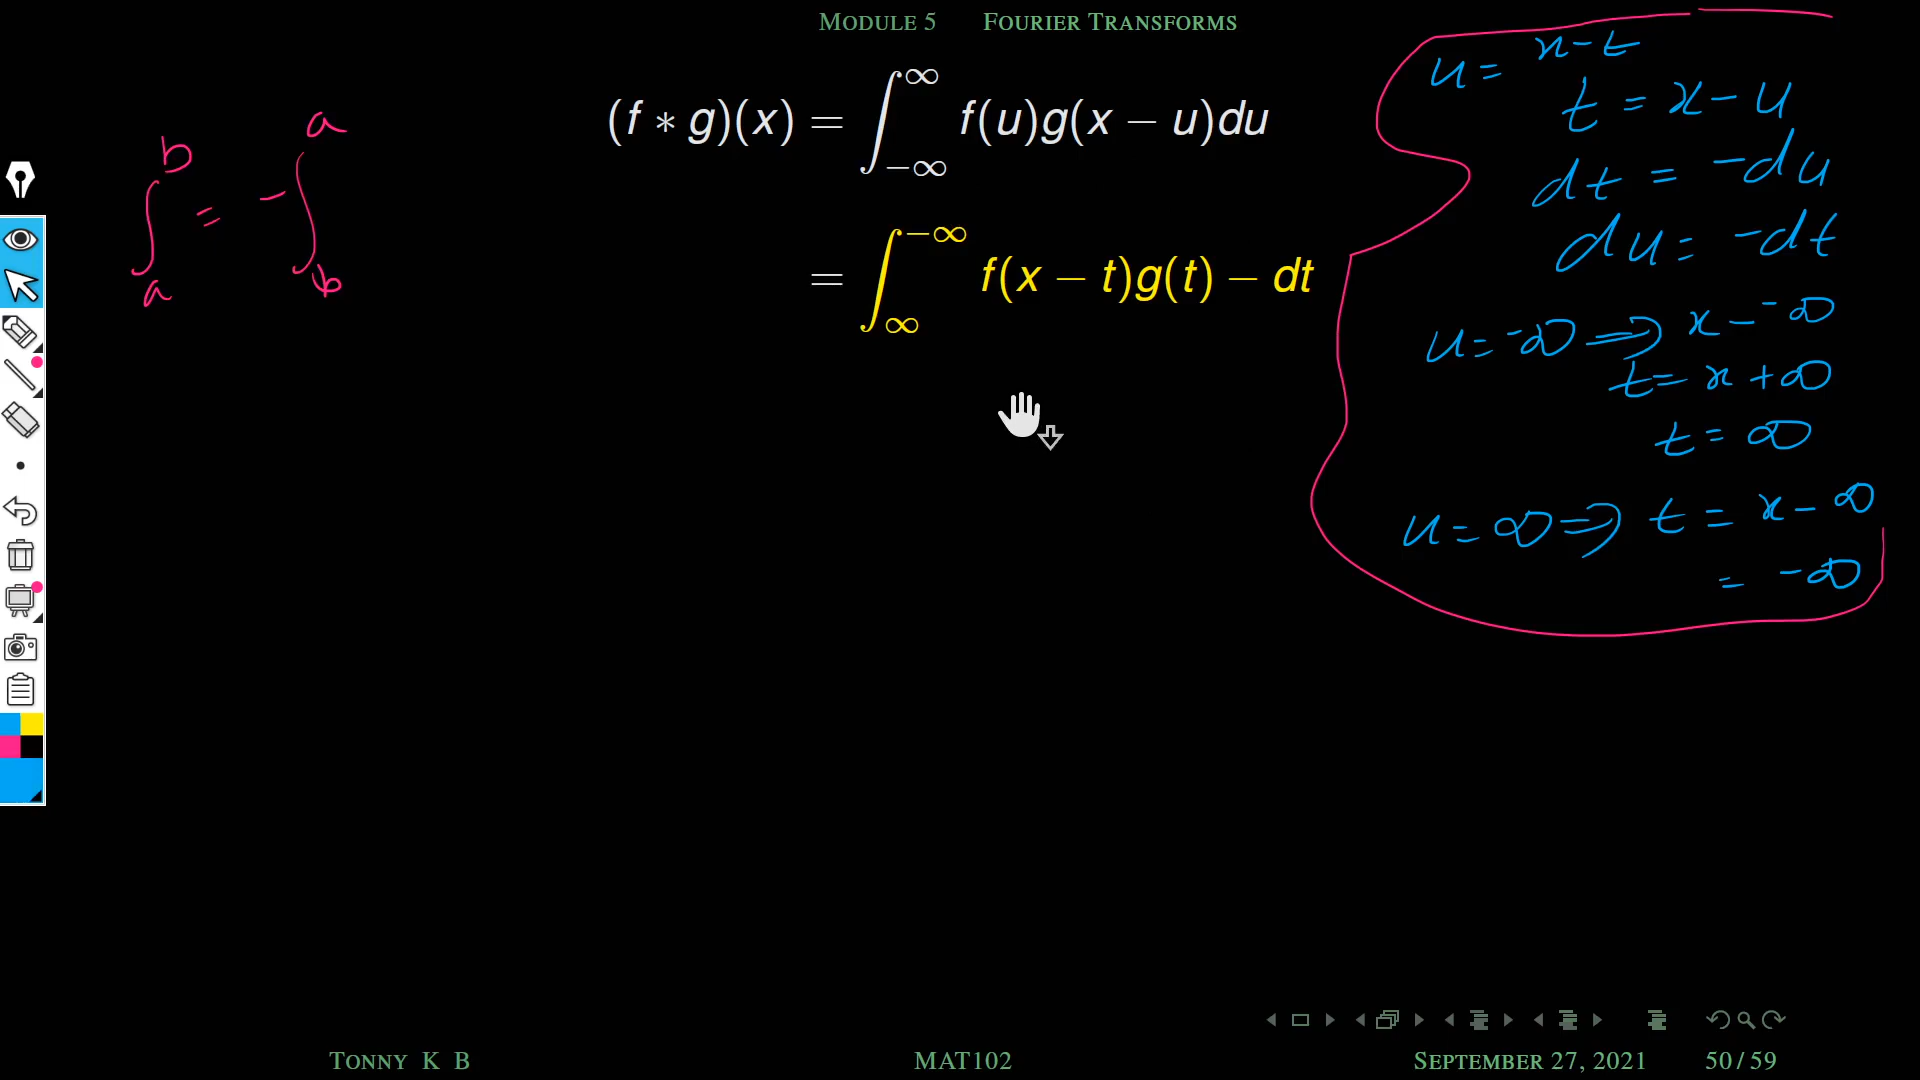 MODULE 5 FOURIER TRANSFORMS
(f ∗ g)(x) = ∫_{−∞}^{∞} f(u)g(x − u)du
= ∫_{∞}^{−∞} f(x − t)g(t) − dt
∫_a^b = −∫_b^a
u = x − t
t = x − u
dt = −du
du = −dt
u = −∞ ⇒ x − −∞
t = x + ∞
t = ∞
u = ∞ ⇒ t = x − ∞
= −∞
TONNY K B MAT102 SEPTEMBER 27, 2021 50 / 59